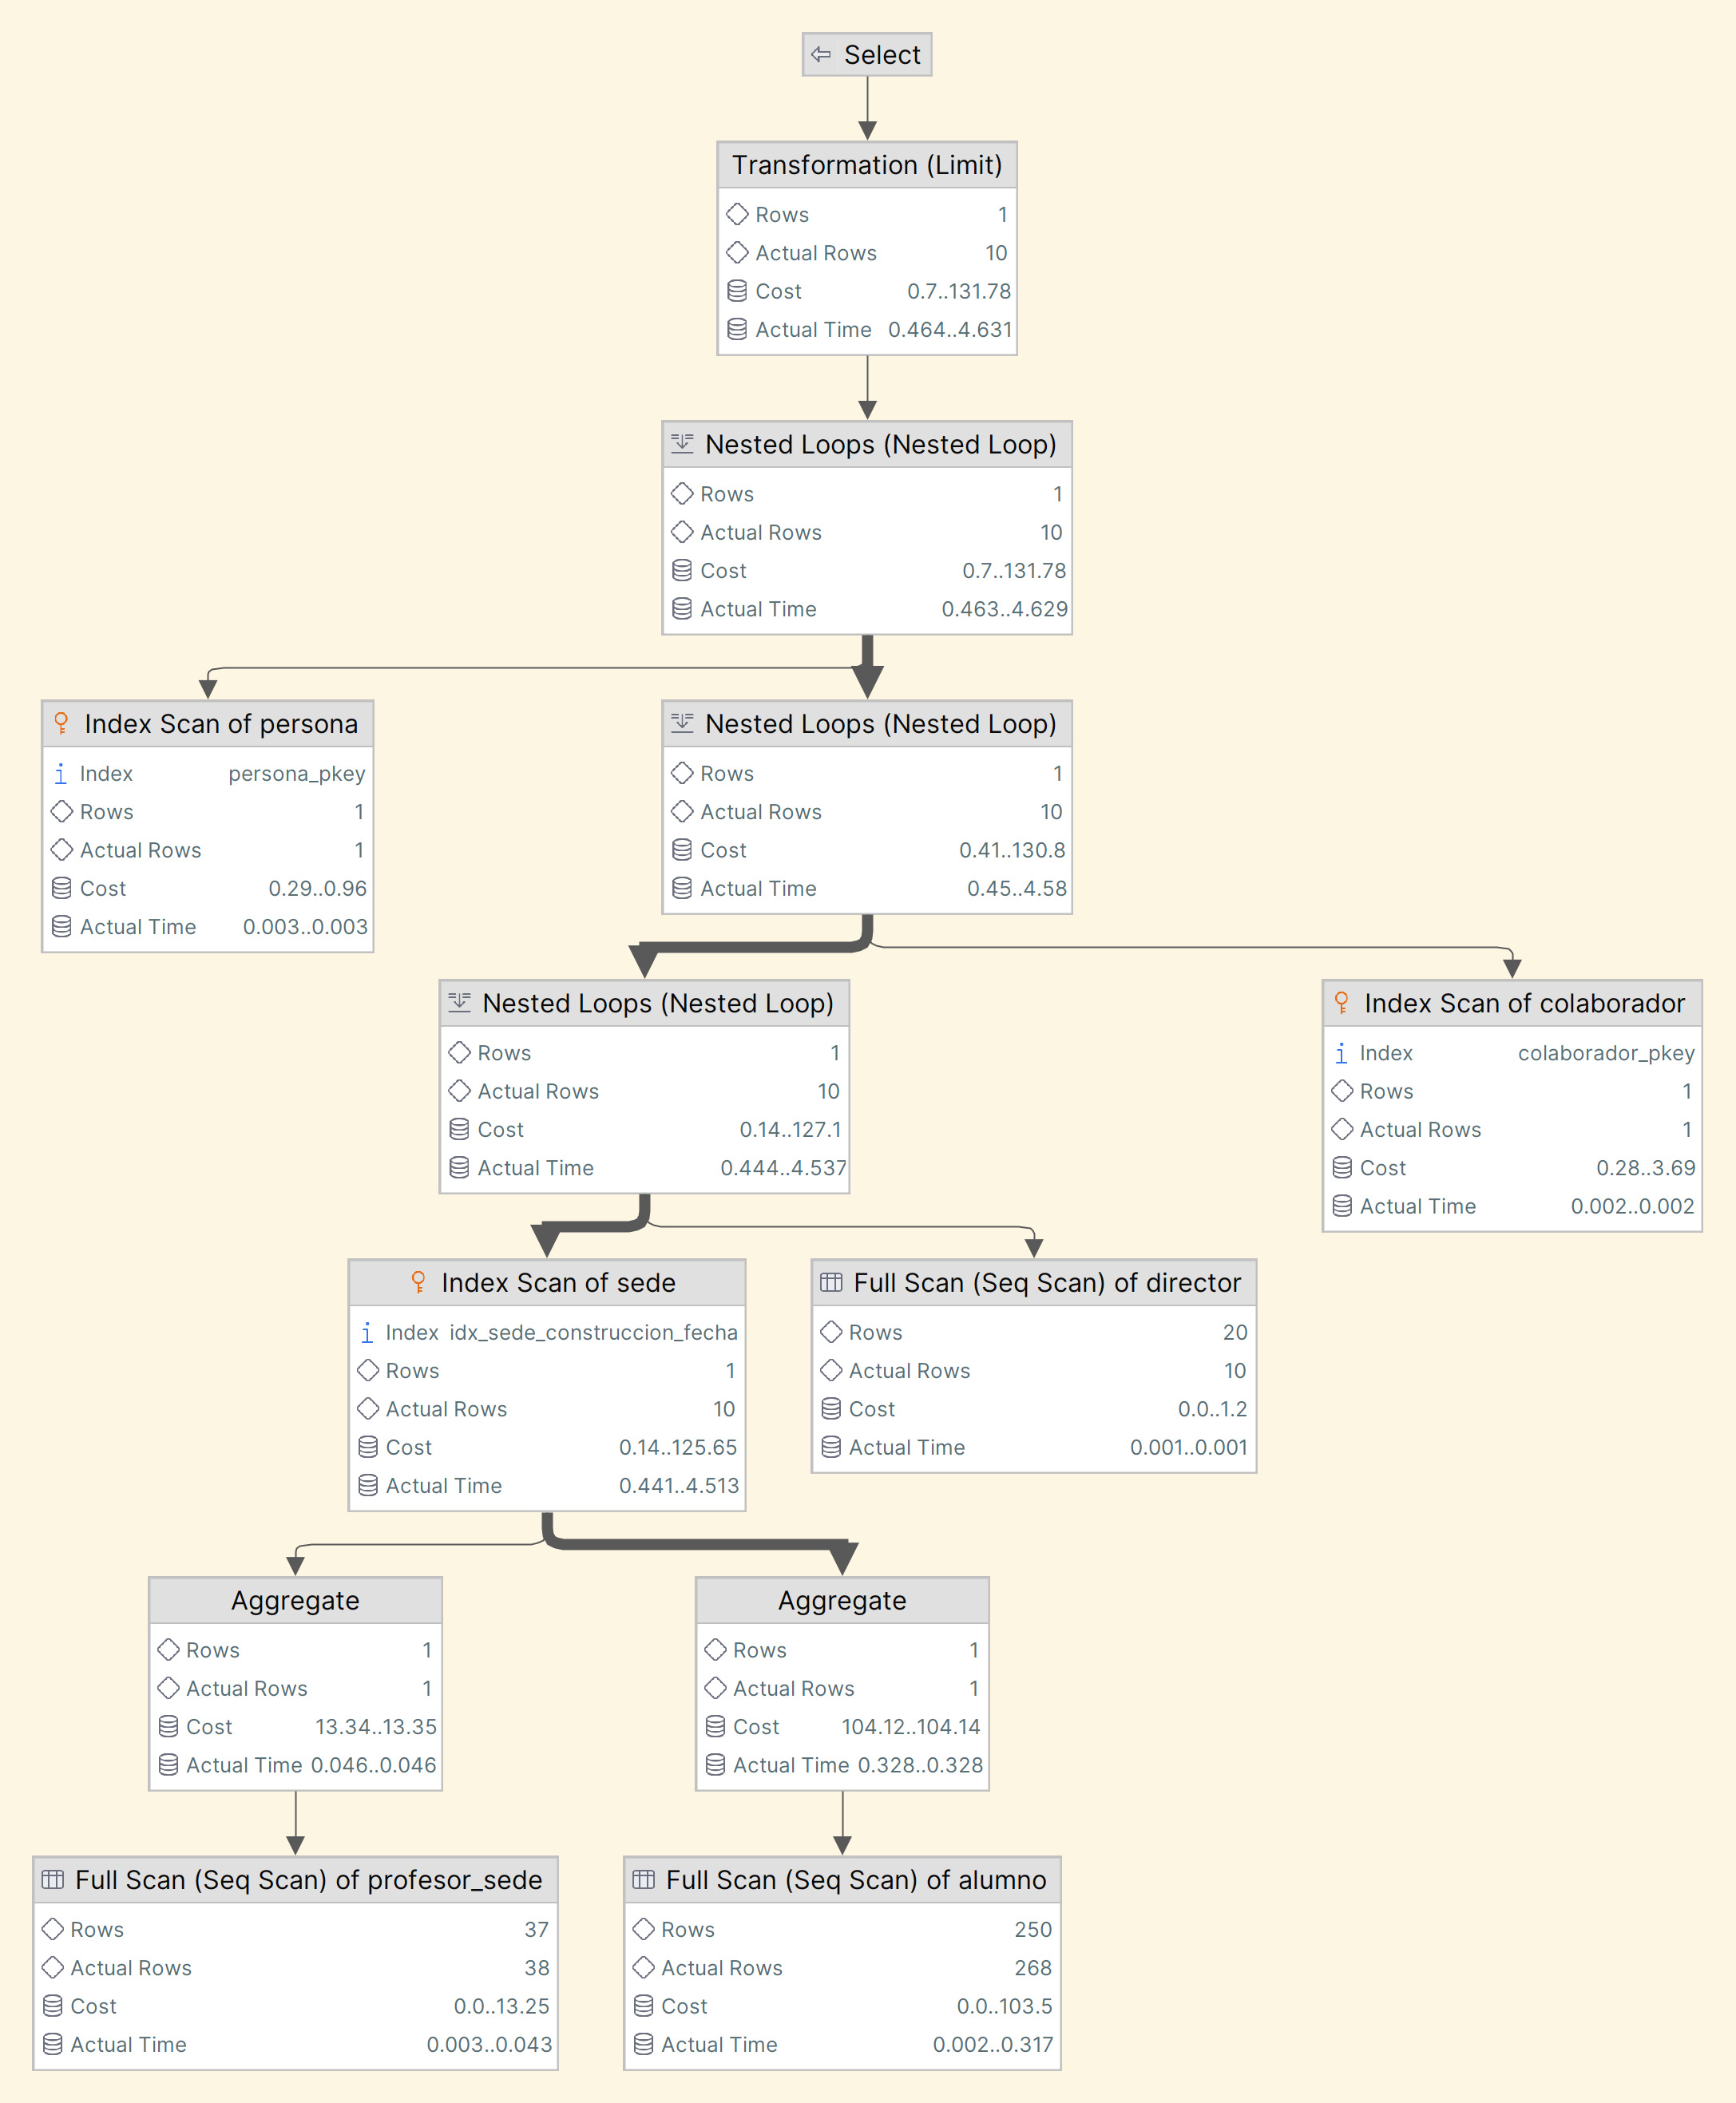 Select
Transformation (Limit)
Rows 1
Actual Rows 10
Cost 0.7..131.78
Actual Time 0.464..4.631
Nested Loops (Nested Loop)
Rows 1
Actual Rows 10
Cost 0.7..131.78
Actual Time 0.463..4.629
Index Scan of persona
Index persona_pkey
Rows 1
Actual Rows 1
Cost 0.29..0.96
Actual Time 0.003..0.003
Nested Loops (Nested Loop)
Rows 1
Actual Rows 10
Cost 0.41..130.8
Actual Time 0.45..4.58
Nested Loops (Nested Loop)
Rows 1
Actual Rows 10
Cost 0.14..127.1
Actual Time 0.444..4.537
Index Scan of colaborador
Index colaborador_pkey
Rows 1
Actual Rows 1
Cost 0.28..3.69
Actual Time 0.002..0.002
Index Scan of sede
Index idx_sede_construccion_fecha
Rows 1
Actual Rows 10
Cost 0.14..125.65
Actual Time 0.441..4.513
Full Scan (Seq Scan) of director
Rows 20
Actual Rows 10
Cost 0.0..1.2
Actual Time 0.001..0.001
Aggregate
Rows 1
Actual Rows 1
Cost 13.34..13.35
Actual Time 0.046..0.046
Aggregate
Rows 1
Actual Rows 1
Cost 104.12..104.14
Actual Time 0.328..0.328
Full Scan (Seq Scan) of profesor_sede
Rows 37
Actual Rows 38
Cost 0.0..13.25
Actual Time 0.003..0.043
Full Scan (Seq Scan) of alumno
Rows 250
Actual Rows 268
Cost 0.0..103.5
Actual Time 0.002..0.317